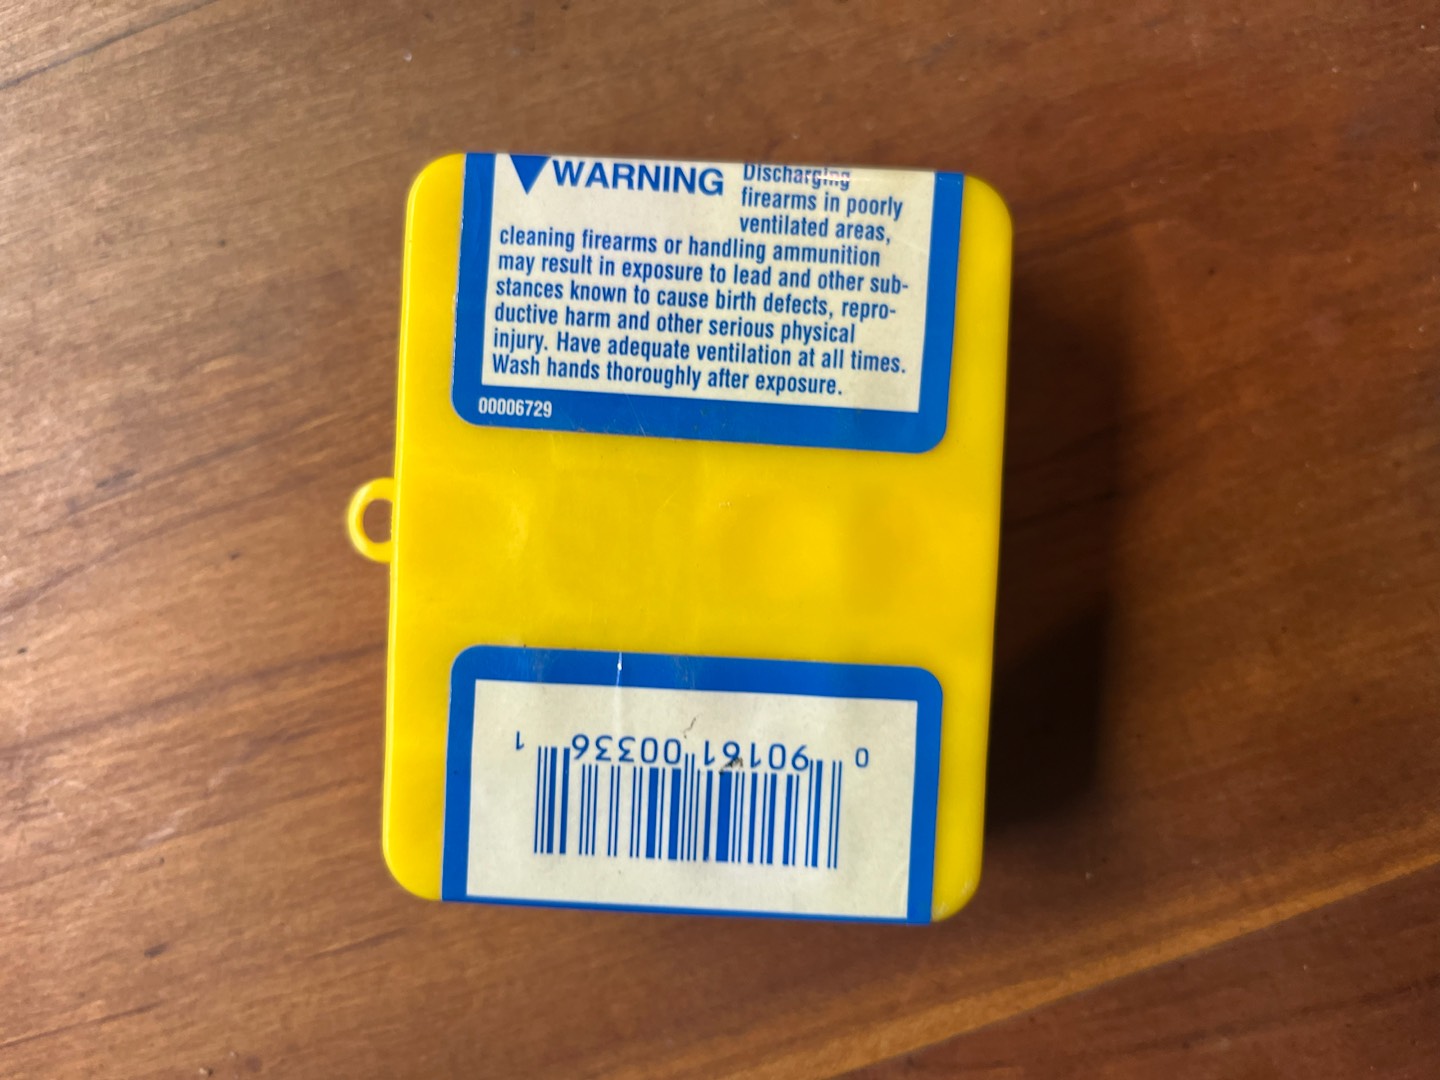 WARNING Discharging
firearms in poorly
ventilated areas,
cleaning firearms or handling ammunition
may result in exposure to lead and other sub-
stances known to cause birth defects, repro-
ductive harm and other serious physical
injury. Have adequate ventilation at all times.
Wash hands thoroughly after exposure.
00006729
0 90161 00336 1